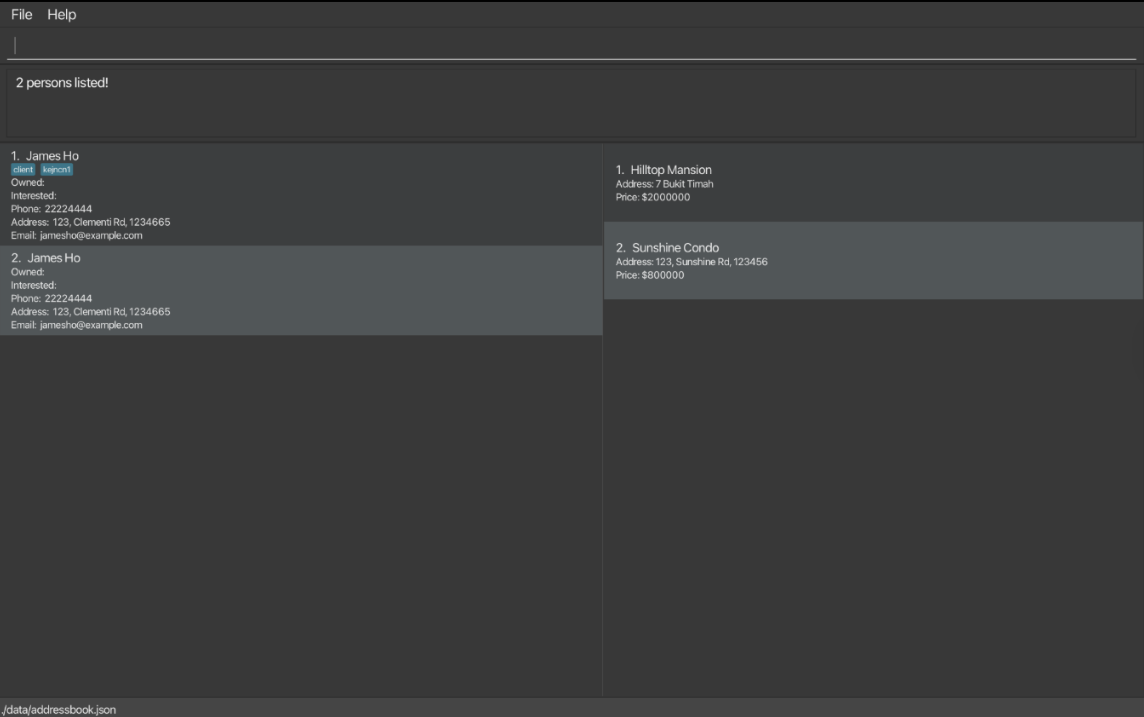 File Help
2 persons listed!
1. James Ho
client kejncn1
Owned:
Interested:
Phone: 22224444
Address: 123, Clementi Rd, 1234665
Email: jamesho@example.com
2. James Ho
Owned:
Interested:
Phone: 22224444
Address: 123, Clementi Rd, 1234665
Email: jamesho@example.com
1. Hilltop Mansion
Address: 7 Bukit Timah
Price: $2000000
2. Sunshine Condo
Address: 123, Sunshine Rd, 123456
Price: $800000
./data/addressbook.json